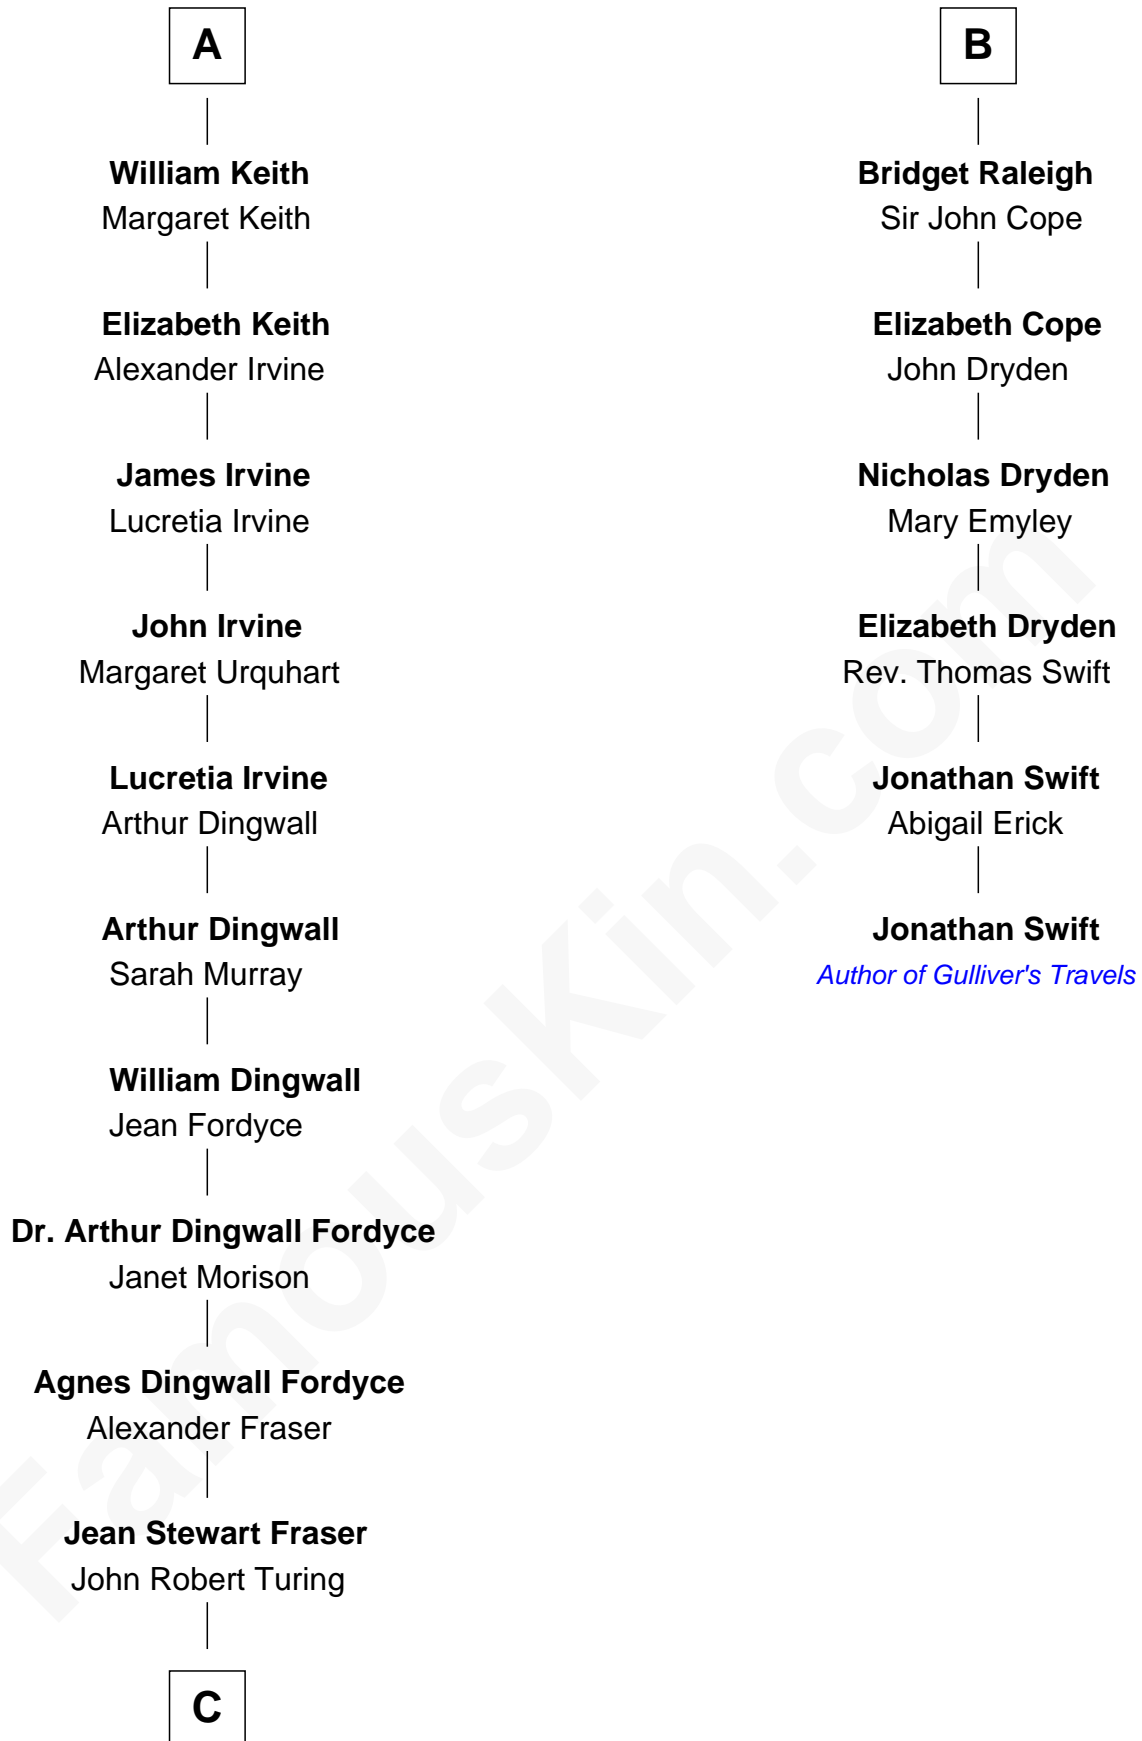 A
William Keith
Margaret Keith
Elizabeth Keith
Alexander Irvine
James Irvine
Lucretia Irvine
John Irvine
Margaret Urquhart
Lucretia Irvine
Arthur Dingwall
Arthur Dingwall
Sarah Murray
William Dingwall
Jean Fordyce
Dr. Arthur Dingwall Fordyce
Janet Morison
Agnes Dingwall Fordyce
Alexander Fraser
Jean Stewart Fraser
John Robert Turing
C
B
Bridget Raleigh
Sir John Cope
Elizabeth Cope
John Dryden
Nicholas Dryden
Mary Emyley
Elizabeth Dryden
Rev. Thomas Swift
Jonathan Swift
Abigail Erick
Jonathan Swift
Author of Gulliver's Travels
FamousKin.com